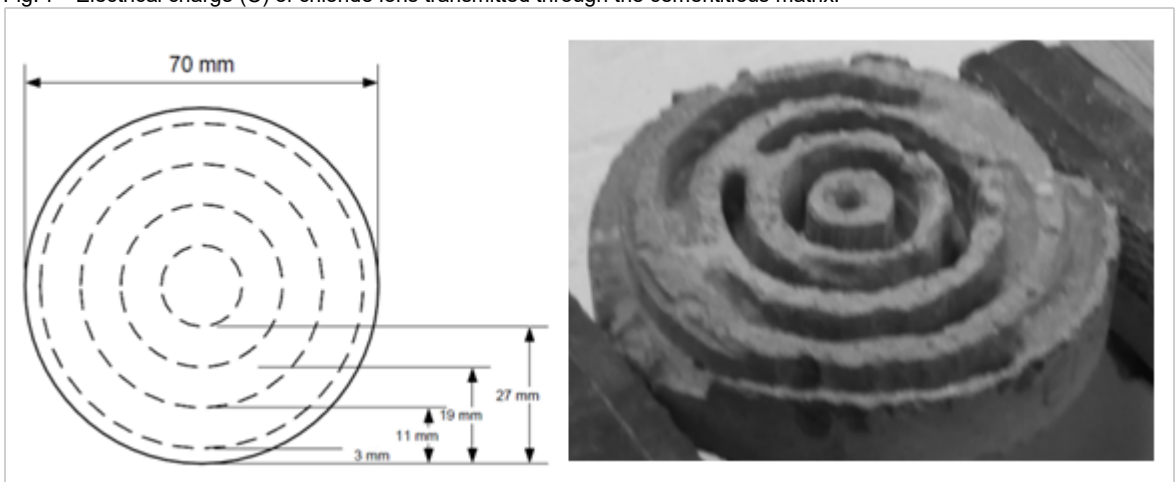 Fig. 1 – Electrical charge (C) of chloride ions transmitted through the cementitious matrix.
70 mm
27 mm
19 mm
11 mm
3 mm